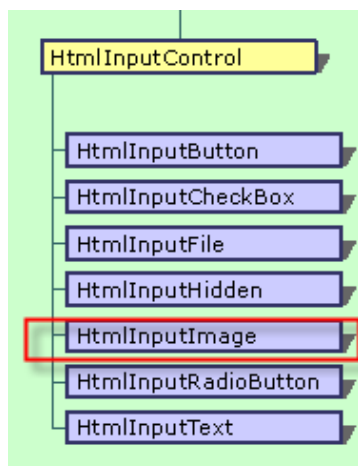 HtmlInputControl
HtmlInputButton
HtmlInputCheckBox
HtmlInputFile
HtmlInputHidden
HtmlInputImage
HtmlInputRadioButton
HtmlInputText